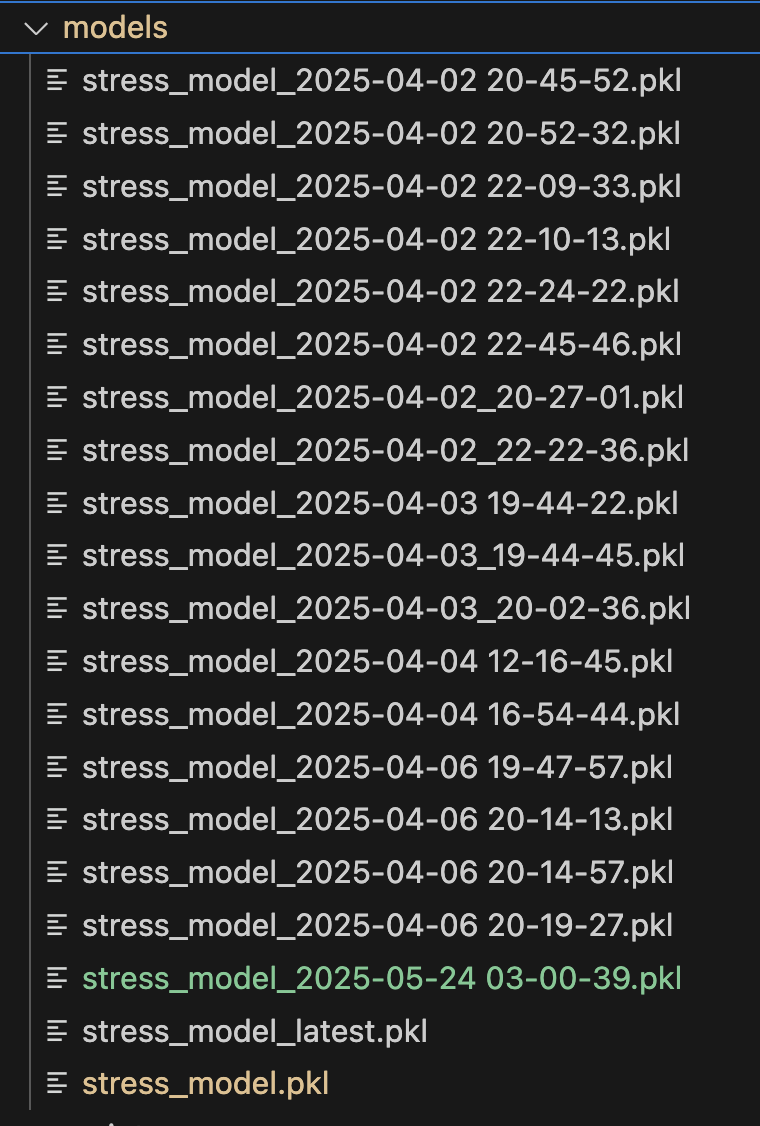 models
stress_model_2025-04-02 20-45-52.pkl
stress_model_2025-04-02 20-52-32.pkl
stress_model_2025-04-02 22-09-33.pkl
stress_model_2025-04-02 22-10-13.pkl
stress_model_2025-04-02 22-24-22.pkl
stress_model_2025-04-02 22-45-46.pkl
stress_model_2025-04-02_20-27-01.pkl
stress_model_2025-04-02_22-22-36.pkl
stress_model_2025-04-03 19-44-22.pkl
stress_model_2025-04-03_19-44-45.pkl
stress_model_2025-04-03_20-02-36.pkl
stress_model_2025-04-04 12-16-45.pkl
stress_model_2025-04-04 16-54-44.pkl
stress_model_2025-04-06 19-47-57.pkl
stress_model_2025-04-06 20-14-13.pkl
stress_model_2025-04-06 20-14-57.pkl
stress_model_2025-04-06 20-19-27.pkl
stress_model_2025-05-24 03-00-39.pkl
stress_model_latest.pkl
stress_model.pkl